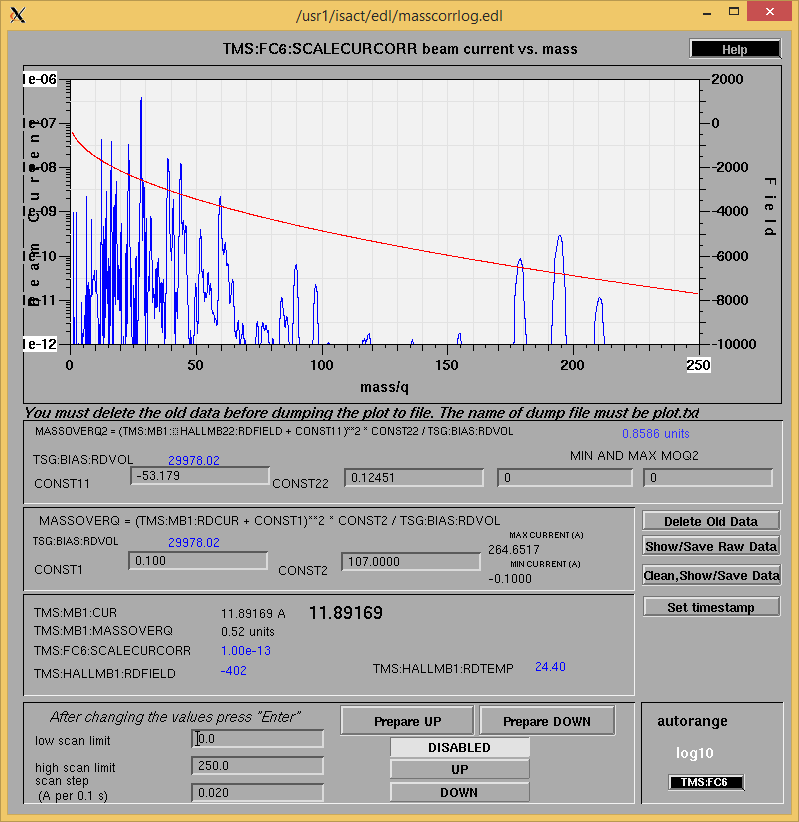 /usr1/isact/edl/masscorrlog.edl
TMS:FC6:SCALECURCORR beam current vs. mass
Help
1e-06
1e-07
1e-08
1e-09
1e-10
1e-11
1e-12
Beam Current
2000
0
-2000
-4000
-6000
-8000
-10000
Field
0 50 100 150 200 250
mass/q
You must delete the old data before dumping the plot to file. The name of dump file must be plot.txt
MASSOVERQ2 = (TMS:MB1: HALLMB22:RDFIELD + CONST11)**2 * CONST22 / TSG:BIAS:RDVOL
0.8586 units
TSG:BIAS:RDVOL 29978.02
MIN AND MAX MOQ2
CONST11 -53.179 CONST22 0.12451 0 0
MASSOVERQ = (TMS:MB1:RDCUR + CONST1)**2 * CONST2 / TSG:BIAS:RDVOL
TSG:BIAS:RDVOL 29978.02
MAX CURRENT (A)
264.6517
MIN CURRENT (A)
-0.1000
CONST1 0.100 CONST2 107.0000
Delete Old Data
Show/Save Raw Data
Clean,Show/Save Data
Set timestamp
TMS:MB1:CUR 11.89169 A 11.89169
TMS:MB1:MASSOVERQ 0.52 units
TMS:FC6:SCALECURCORR 1.00e-13
TMS:HALLMB1:RDFIELD -402
TMS:HALLMB1:RDTEMP 24.40
After changing the values press "Enter"
low scan limit 0.0
high scan limit 250.0
scan step
(A per 0.1 s) 0.020
Prepare UP
Prepare DOWN
DISABLED
UP
DOWN
autorange
log10
TMS:FC6